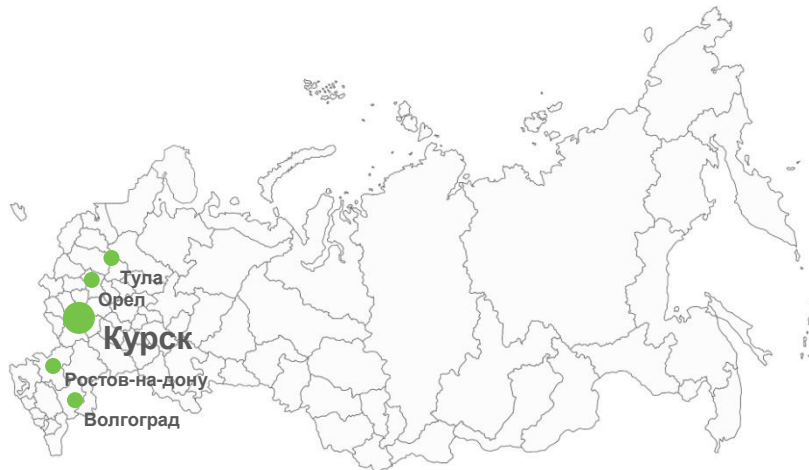 Тула
Орел
Курск
Ростов-на-дону
Волгоград